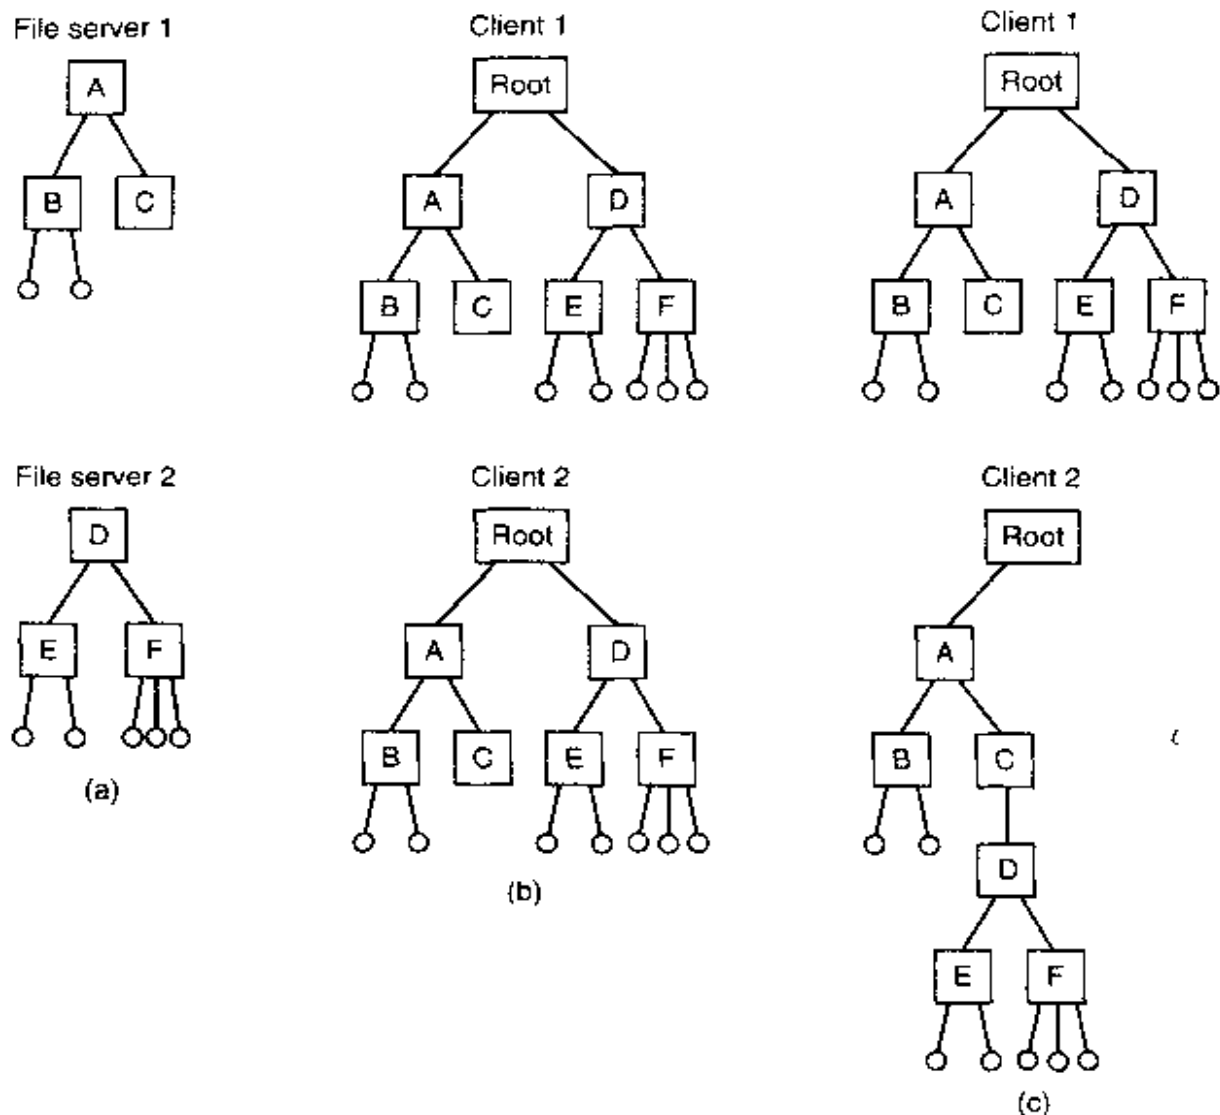 File server 1
Client 1
Client 1
A
Root
Root
B
C
A
D
A
D
B
C
E
F
B
C
E
F
File server 2
Client 2
Client 2
D
Root
Root
E
F
A
D
A
B
C
E
F
B
C
(a)
D
(b)
E
F
(c)